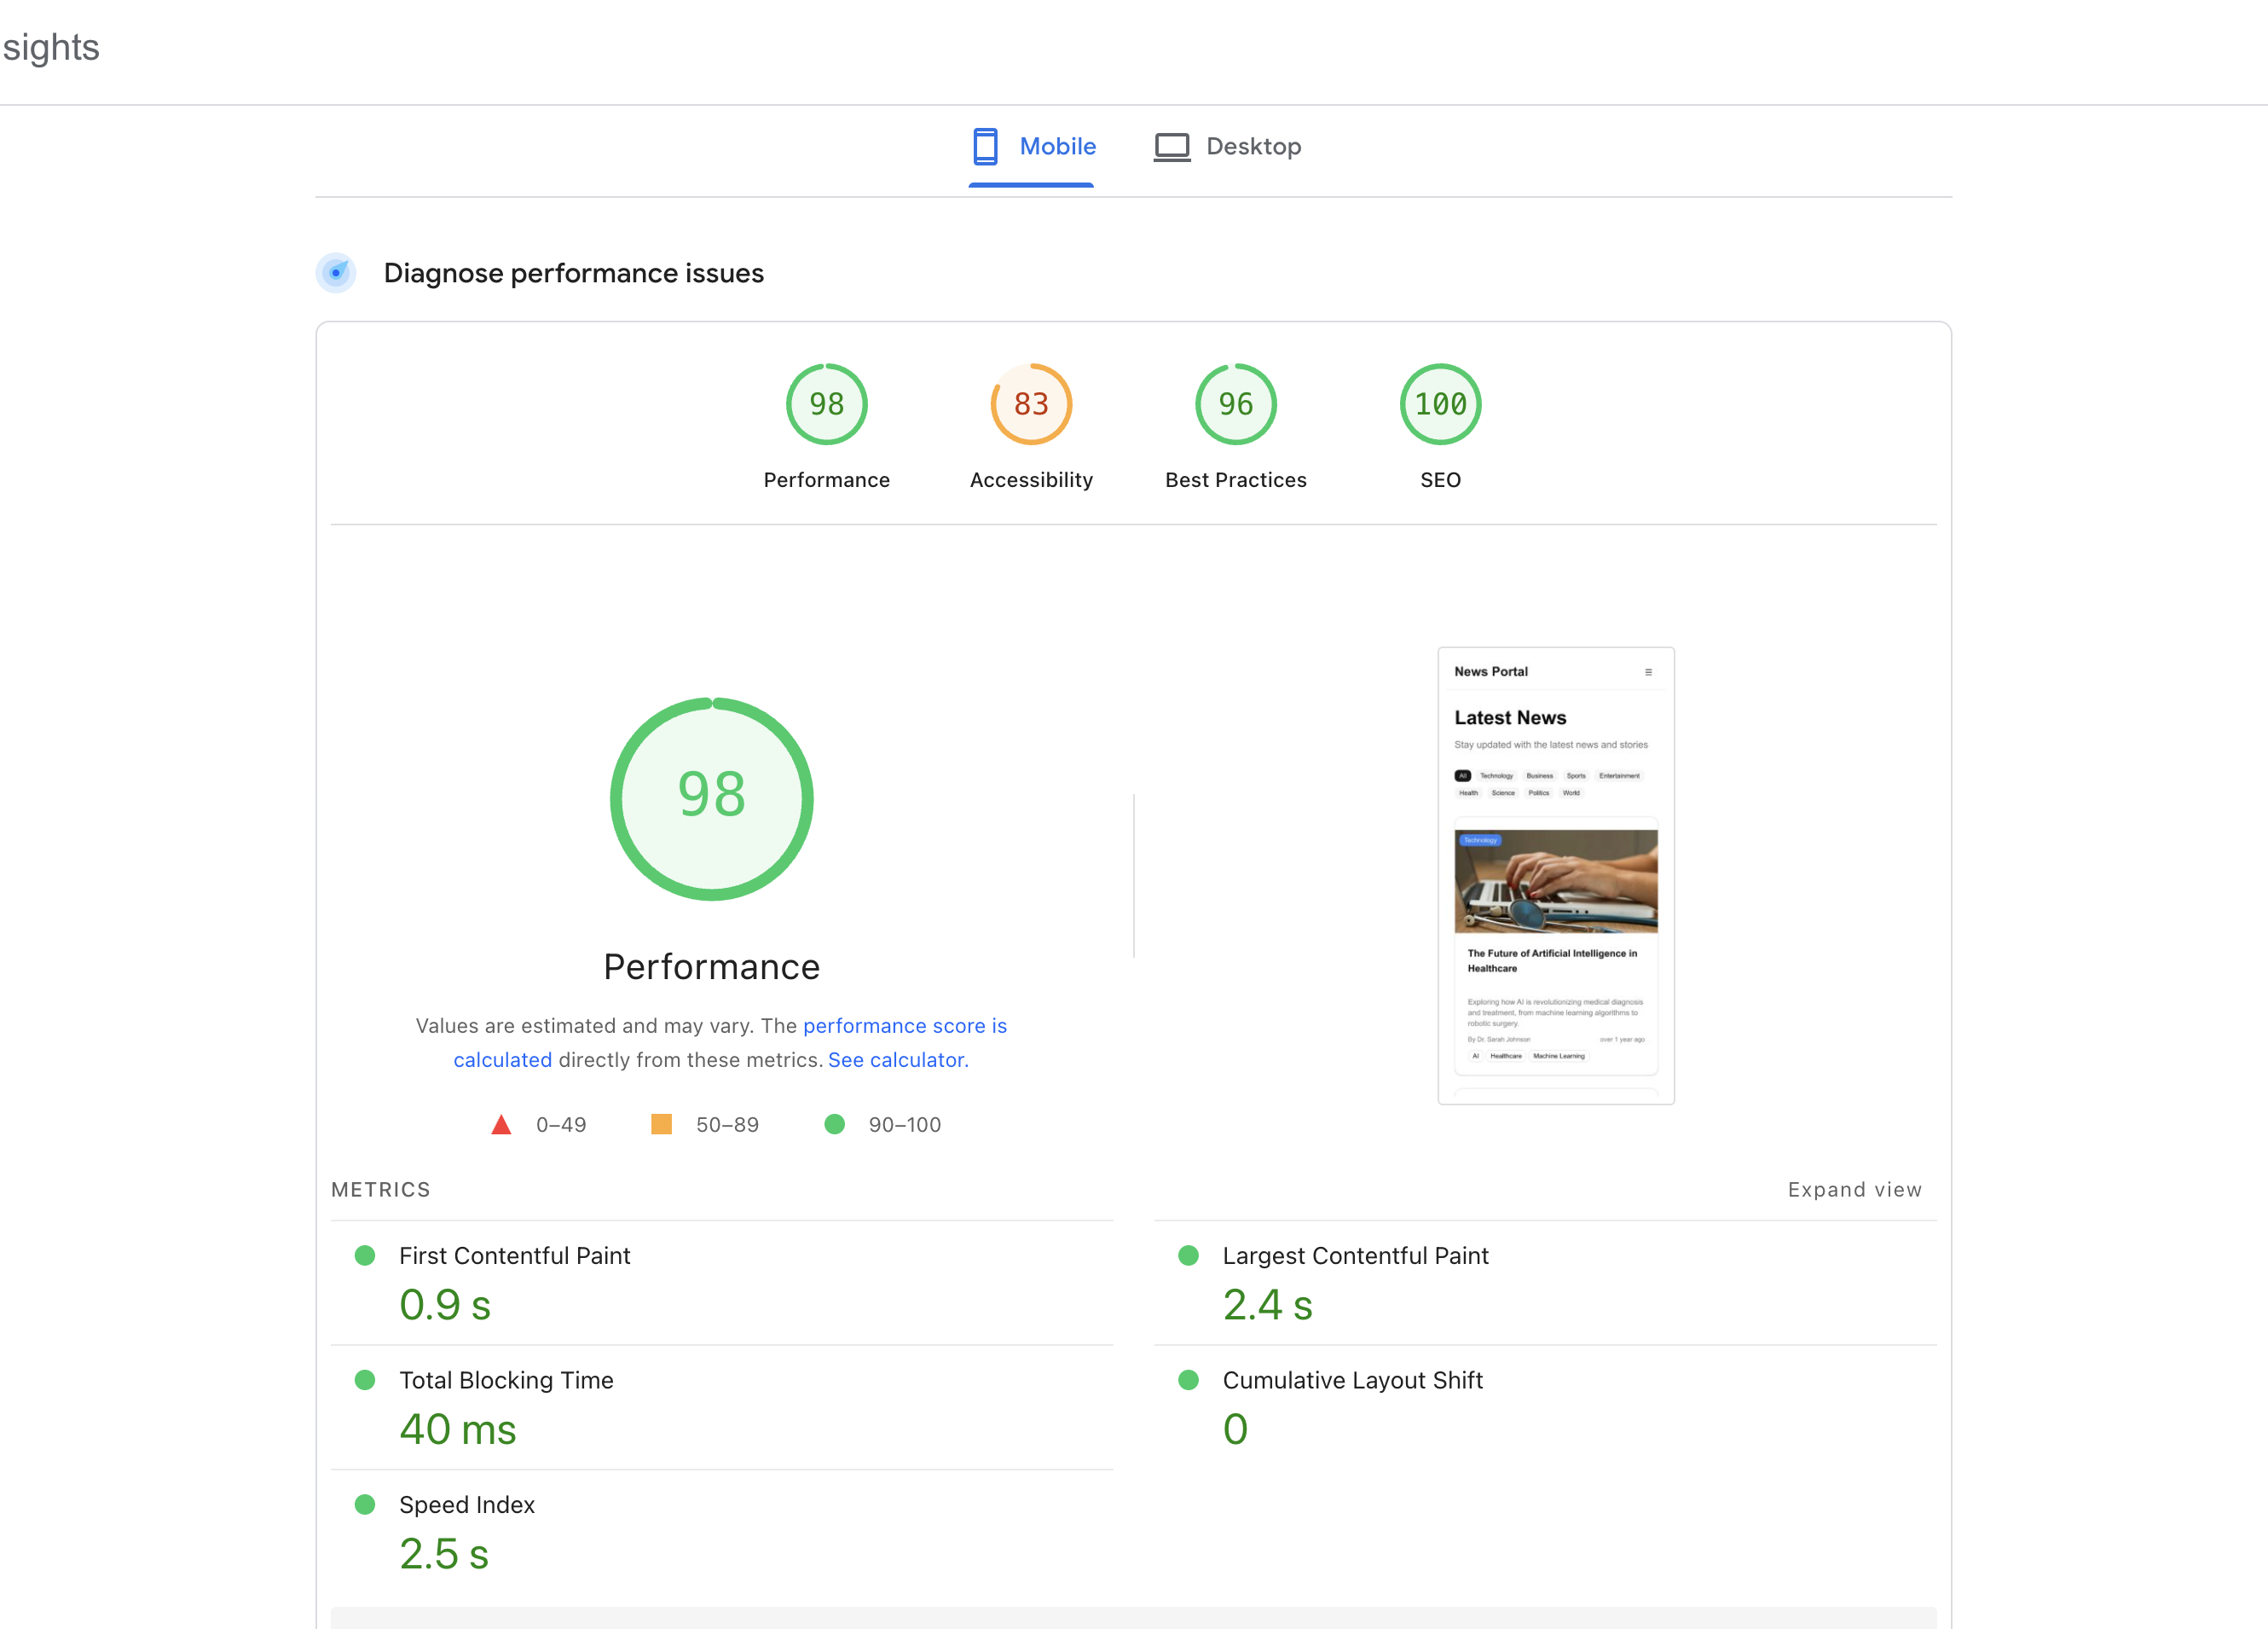 sights
Mobile
Desktop
Diagnose performance issues
98
83
96
100
Performance
Accessibility
Best Practices
SEO
98
Performance
Values are estimated and may vary. The performance score is
calculated directly from these metrics. See calculator.
0–49
50–89
90–100
News Portal
Latest News
Stay updated with the latest news and stories
All Technology Business Sports Entertainment
Health Science Politics World
Technology
The Future of Artificial Intelligence in
Healthcare
Exploring how AI is revolutionizing medical diagnosis
and treatment, from machine learning algorithms to
robotic surgery.
By Dr. Sarah Johnson
over 1 year ago
AI Healthcare Machine Learning
METRICS
Expand view
First Contentful Paint
0.9 s
Largest Contentful Paint
2.4 s
Total Blocking Time
40 ms
Cumulative Layout Shift
0
Speed Index
2.5 s